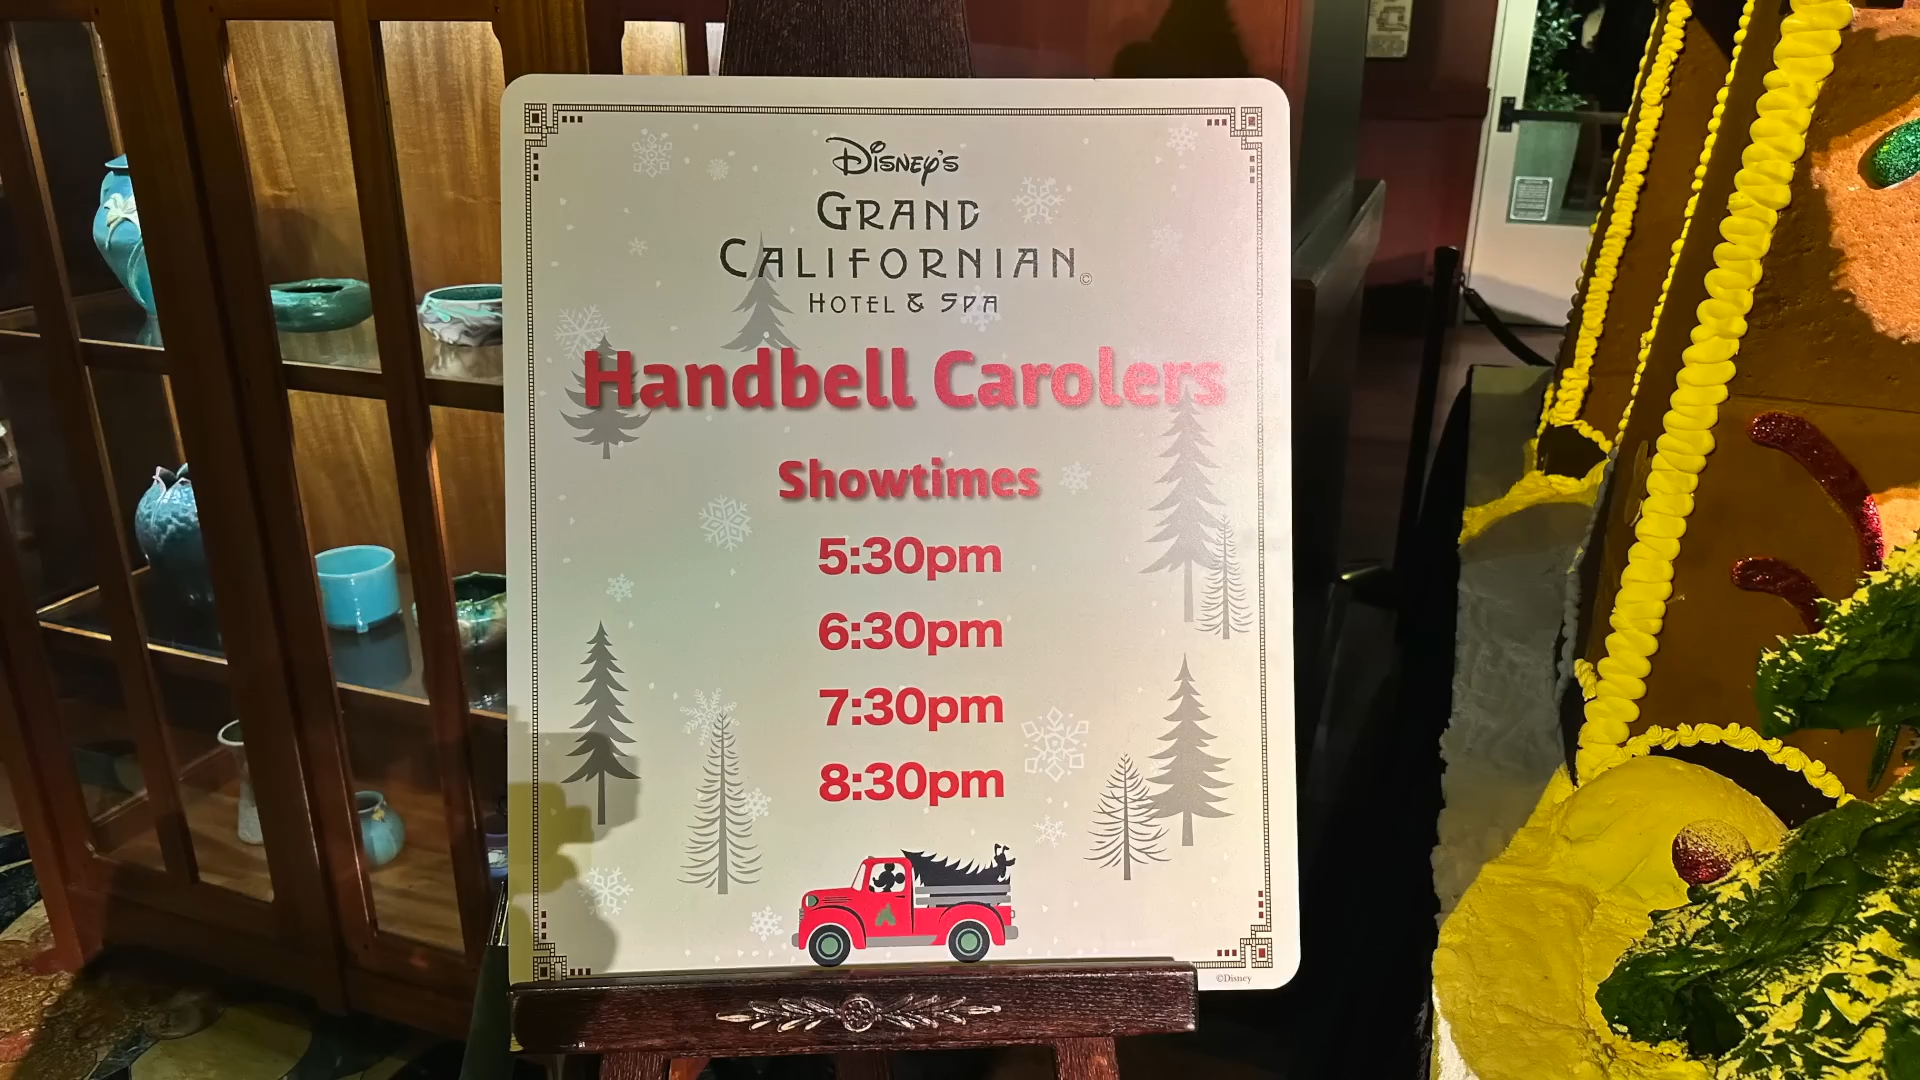 Disney's
Grand
Californian©
Hotel & Spa
Handbell Carolers
Showtimes
5:30pm
6:30pm
7:30pm
8:30pm
©Disney